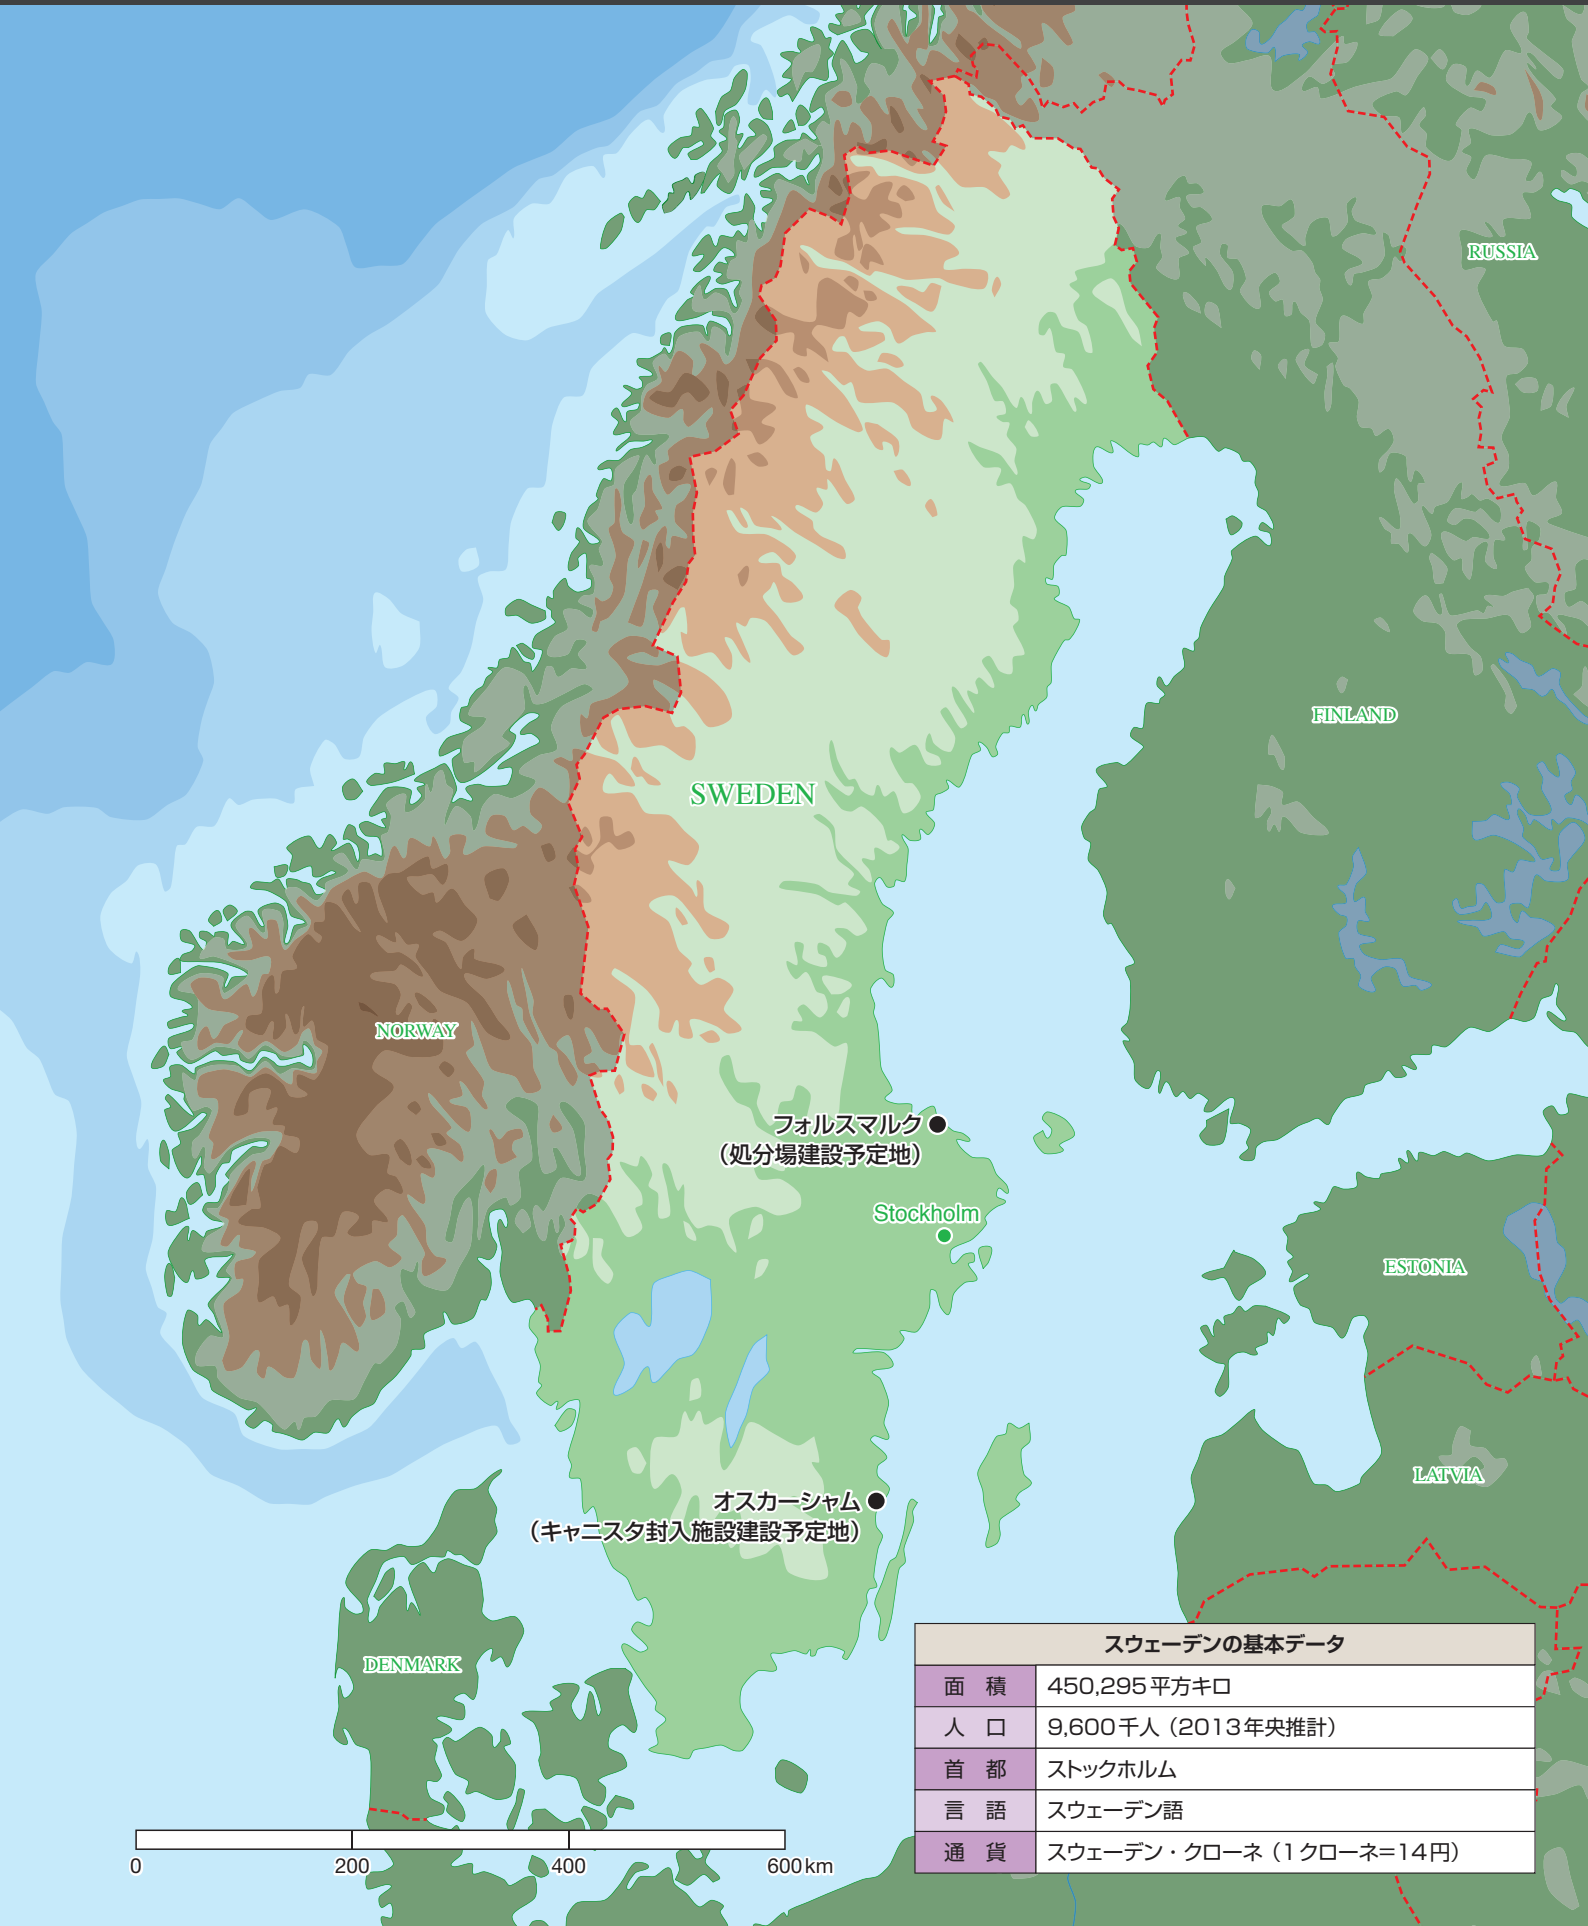 RUSSIA
FINLAND
SWEDEN
NORWAY
フォルスマルク
（処分場建設予定地）
Stockholm
ESTONIA
LATVIA
オスカーシャム
（キャニスタ封入施設建設予定地）
DENMARK
スウェーデンの基本データ
面　積 450,295平方キロ
人　口 9,600千人（2013年央推計）
首　都 ストックホルム
言　語 スウェーデン語
通　貨 スウェーデン・クローネ（1クローネ=14円）
0 200 400 600km